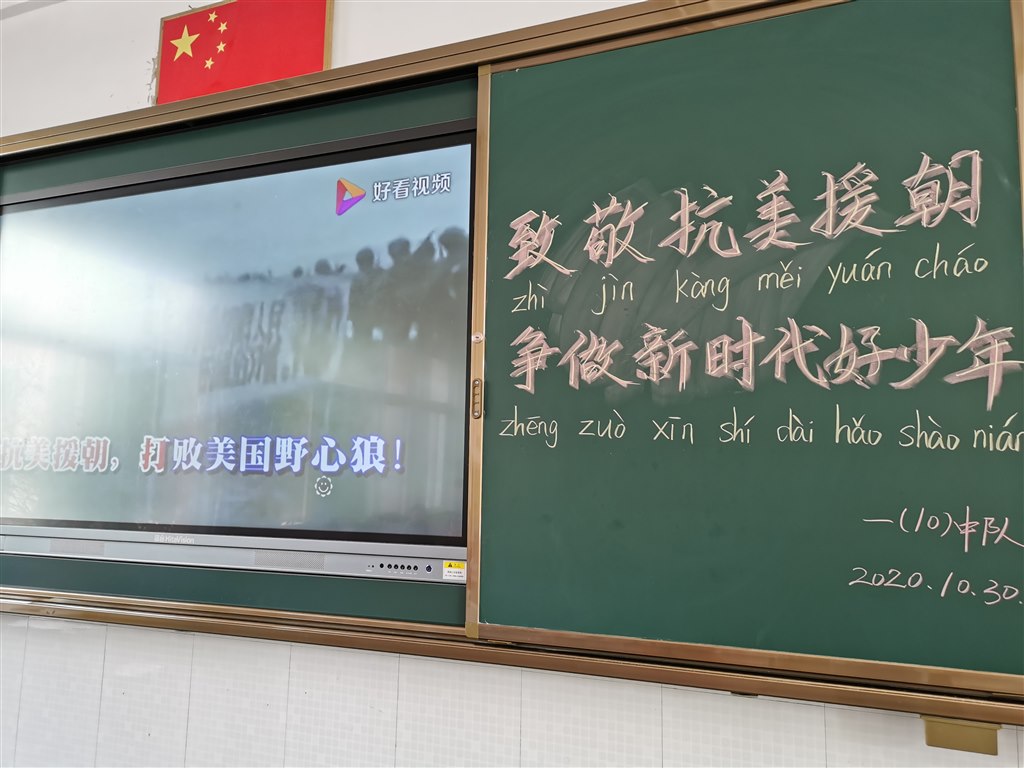 好看视频
抗美援朝，打败美国野心狼！
HiteVision
致敬抗美援朝
zhì jìn kàng měi yuán cháo
争做新时代好少年
zhēng zuò xīn shí dài hǎo shào nián
一(10)中队
2020.10.30.